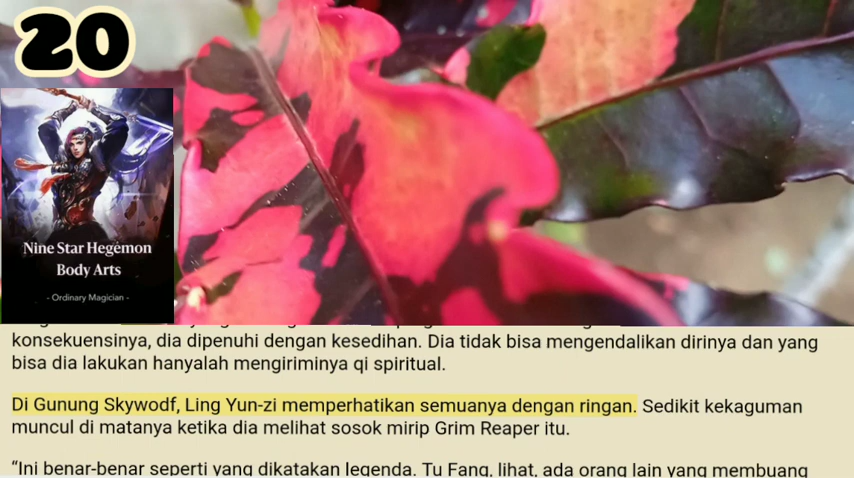 20
Nine Star Hegemon
Body Arts
- Ordinary Magician -
konsekuensinya, dia dipenuhi dengan kesedihan. Dia tidak bisa mengendalikan dirinya dan yang
bisa dia lakukan hanyalah mengiriminya qi spiritual.
Di Gunung Skywodf, Ling Yun-zi memperhatikan semuanya dengan ringan. Sedikit kekaguman
muncul di matanya ketika dia melihat sosok mirip Grim Reaper itu.
“Ini benar-benar seperti yang dikatakan legenda. Tu Fang, lihat, ada orang lain yang membuang